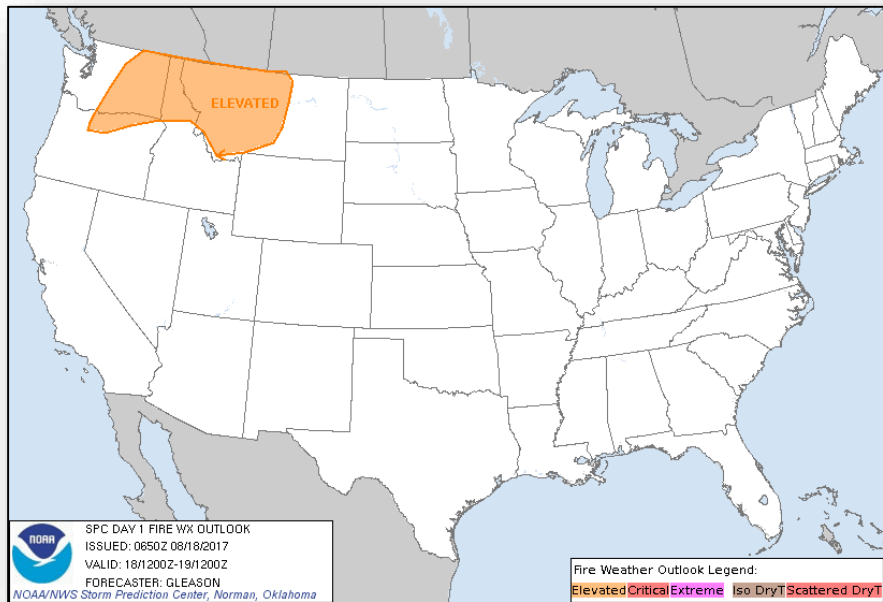 ELEVATED
NOAA
SPC DAY 1 FIRE WX OUTLOOK
ISSUED: 0650Z 08/18/2017
VALID: 18/1200Z-19/1200Z
FORECASTER: GLEASON
NOAA/NWS Storm Prediction Center, Norman, Oklahoma
Fire Weather Outlook Legend:
Elevated Critical Extreme Iso DryT Scattered DryT